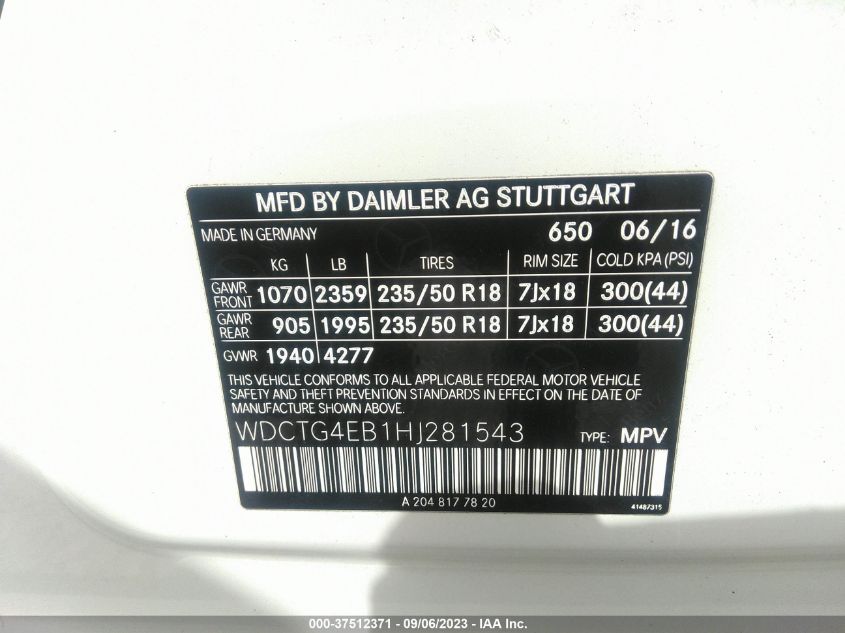 MFD BY DAIMLER AG STUTTGART
MADE IN GERMANY 650 06/16
KG LB TIRES RIM SIZE COLD KPA (PSI)
GAWR FRONT 1070 2359 235/50 R18 7Jx18 300(44)
GAWR REAR 905 1995 235/50 R18 7Jx18 300(44)
GVWR 1940 4277
THIS VEHICLE CONFORMS TO ALL APPLICABLE FEDERAL MOTOR VEHICLE
SAFETY AND THEFT PREVENTION STANDARDS IN EFFECT ON THE DATE OF
MANUFACTURE SHOWN ABOVE.
WDCTG4EB1HJ281543 TYPE: MPV
A 204 817 78 20 41487315
000-37512371 - 09/06/2023 - IAA Inc.